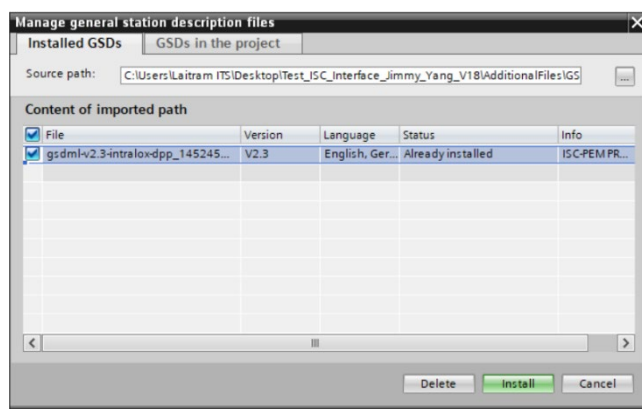 Manage general station description files
Installed GSDs GSDs in the project
Source path: C:\Users\Laitram ITS\Desktop\Test_ISC_Interface_Jimmy_Yang_V18\AdditionalFiles\GS ...
Content of imported path
File Version Language Status Info
gsdml-v2.3-intralox-dpp_145245... V2.3 English, Ger... Already installed ISC-PEM PR...
Delete Install Cancel